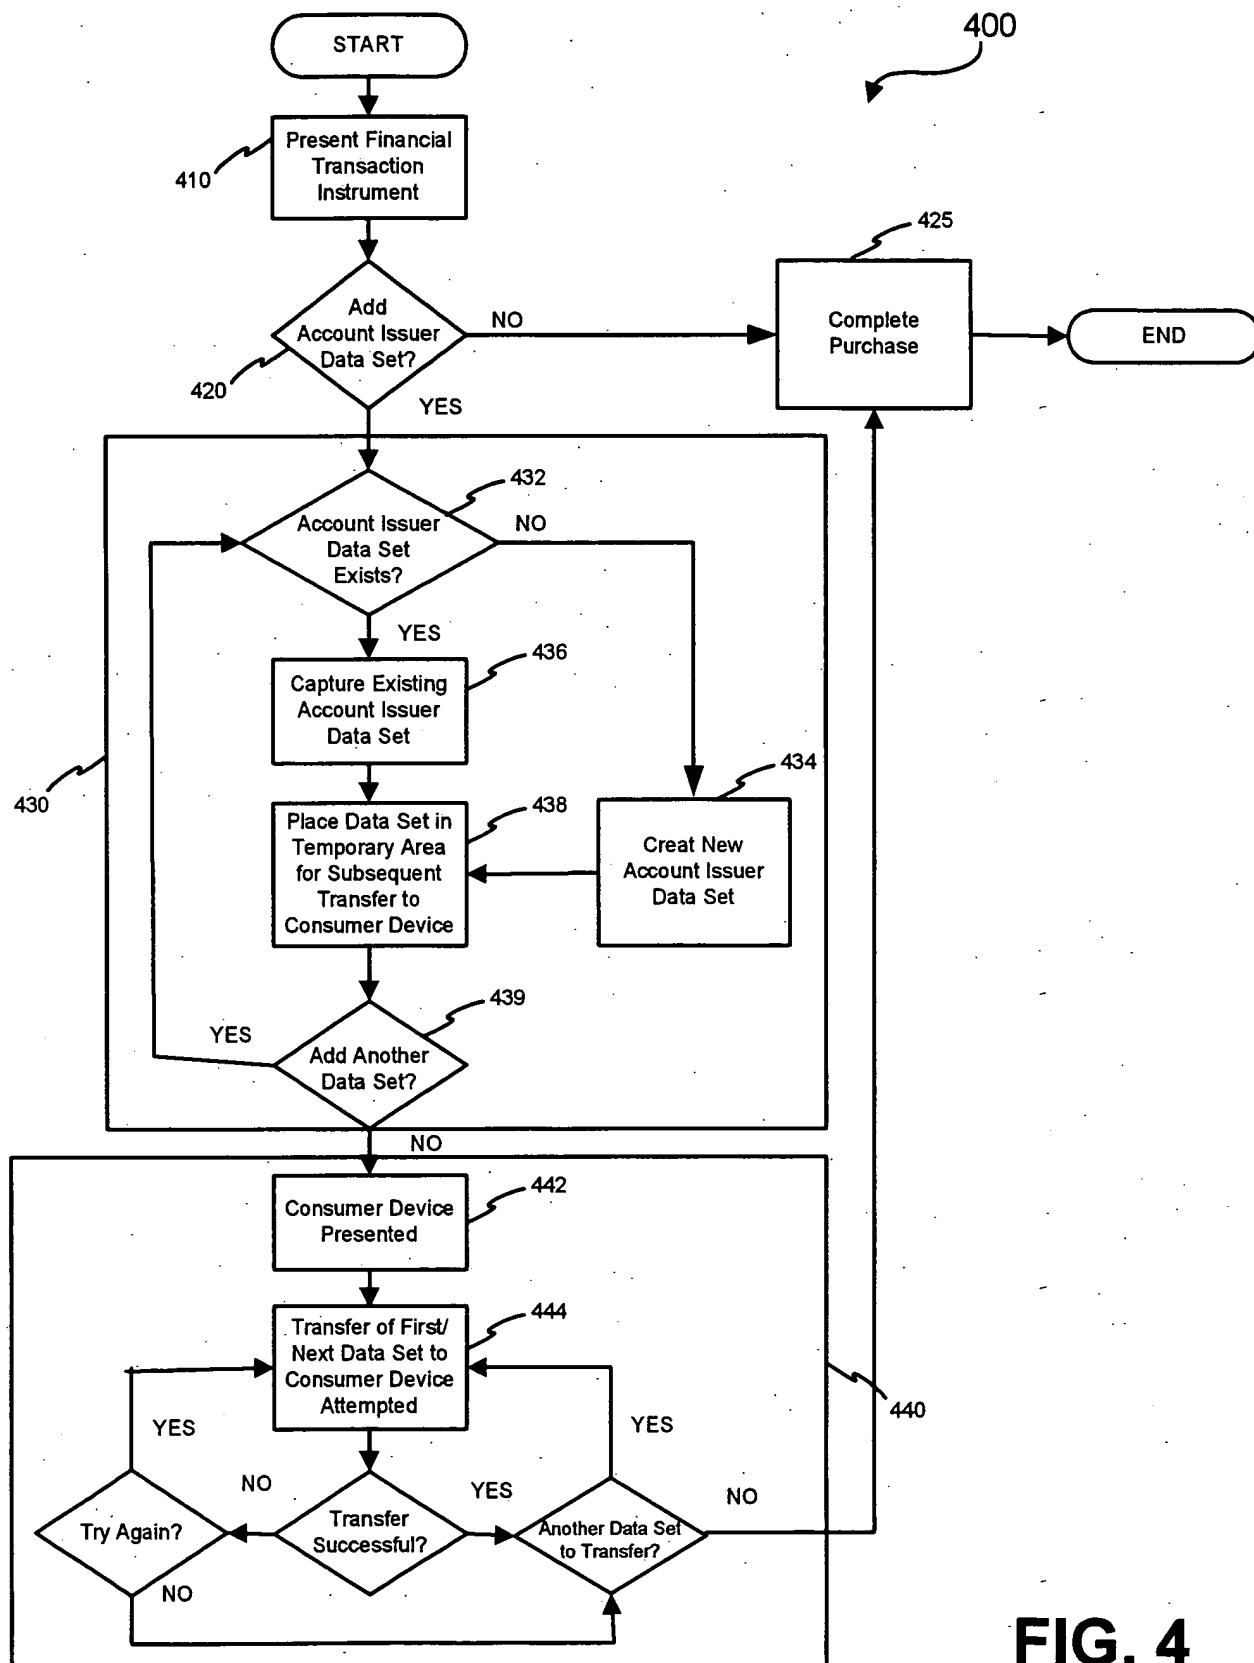 START
400
Present Financial
Transaction
Instrument
410
425
Add
Account Issuer
Data Set?
NO
420
YES
Complete
Purchase
END
432
Account Issuer
Data Set
Exists?
NO
YES
436
Capture Existing
Account Issuer
Data Set
430
434
438
Place Data Set in
Temporary Area
for Subsequent
Transfer to
Consumer Device
Creat New
Account Issuer
Data Set
439
YES
Add Another
Data Set?
NO
442
Consumer Device
Presented
444
Transfer of First/
Next Data Set to
Consumer Device
Attempted
440
YES
YES
NO
YES
NO
Try Again?
Transfer
Successful?
Another Data Set
to Transfer?
NO
FIG. 4